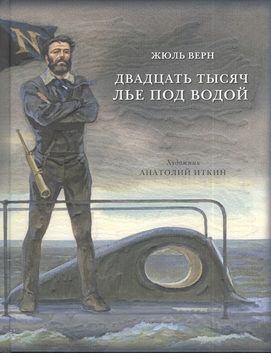 N
ЖЮЛЬ ВЕРН
ДВАДЦАТЬ ТЫСЯЧ
ЛЬЕ ПОД ВОДОЙ
Художник
АНАТОЛИЙ ИТКИН